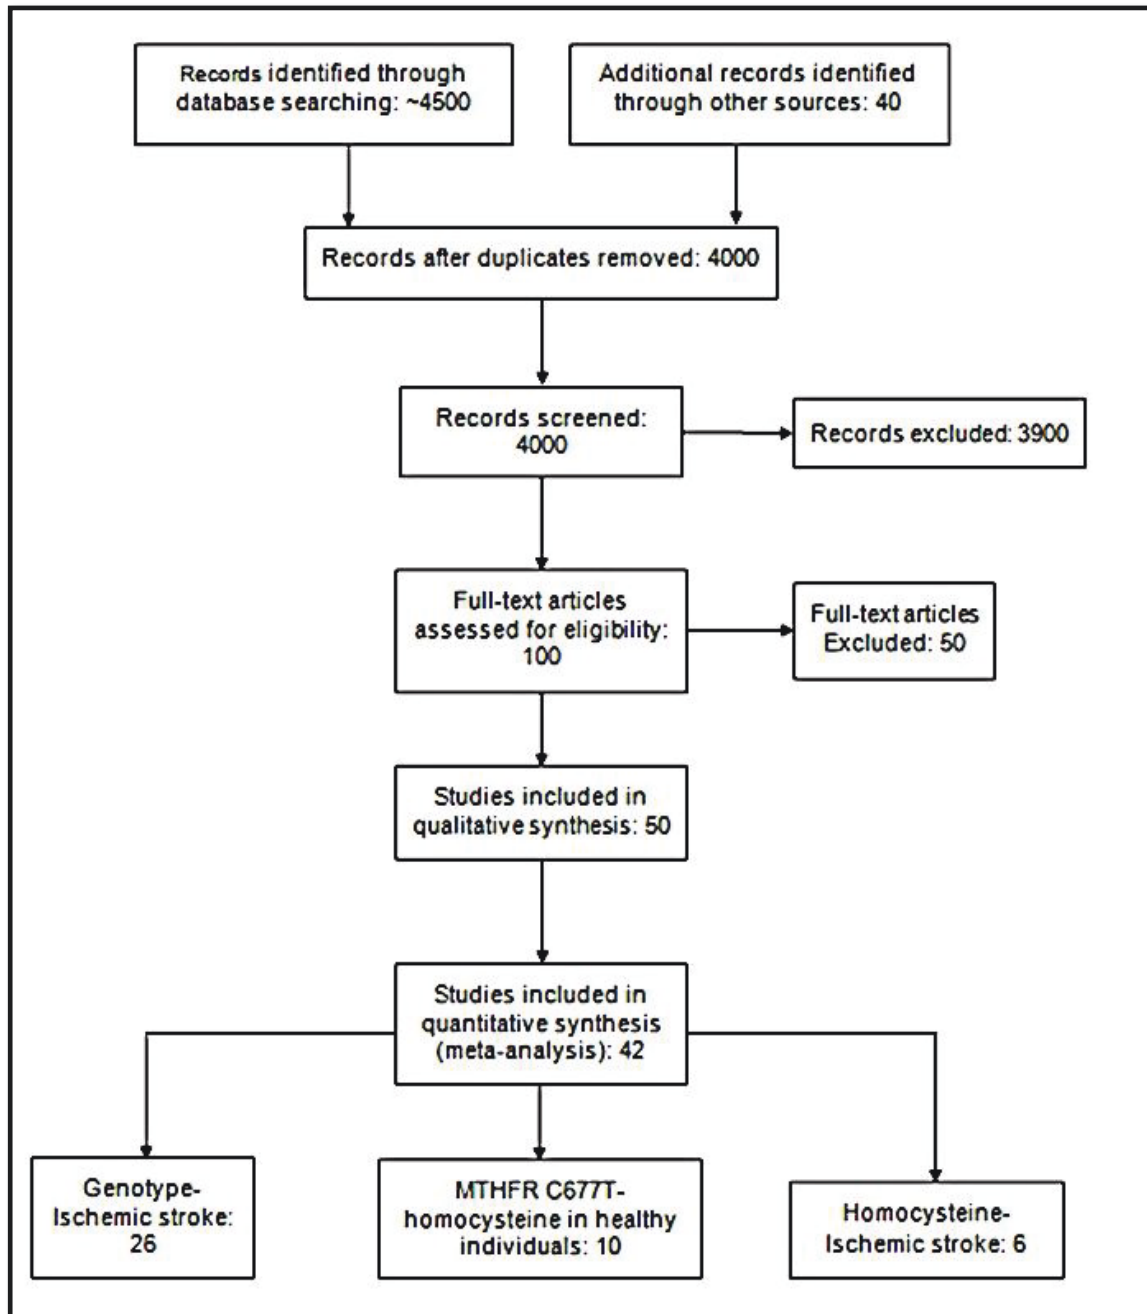 Records identified through
database searching: ~4500
Additional records identified
through other sources: 40
Records after duplicates removed: 4000
Records screened:
4000
Records excluded: 3900
Full-text articles
assessed for eligibility:
100
Full-text articles
Excluded: 50
Studies included in
qualitative synthesis: 50
Studies included in
quantitative synthesis
(meta-analysis): 42
Genotype-
Ischemic stroke:
26
MTHFR C677T-
homocysteine in healthy
individuals: 10
Homocysteine-
Ischemic stroke: 6